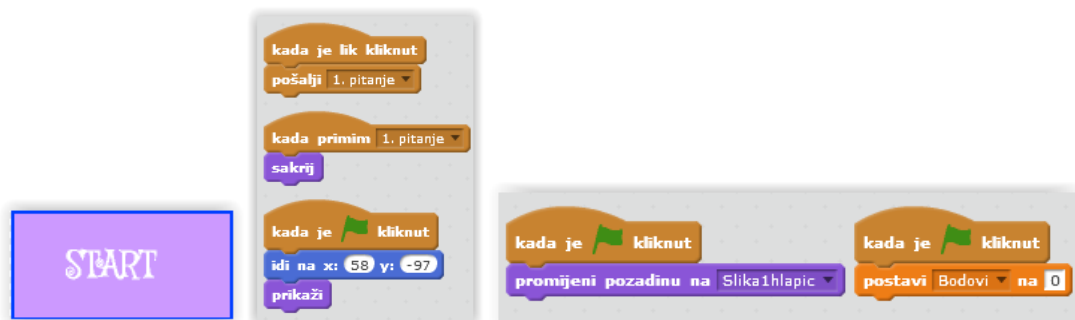 START
kada je lik kliknut
pošalji 1. pitanje
kada primim 1. pitanje
sakrij
kada je kliknut
idi na x: 58 y: -97
prikaži
kada je kliknut
promijeni pozadinu na Slika1hlapic
kada je kliknut
postavi Bodovi na 0